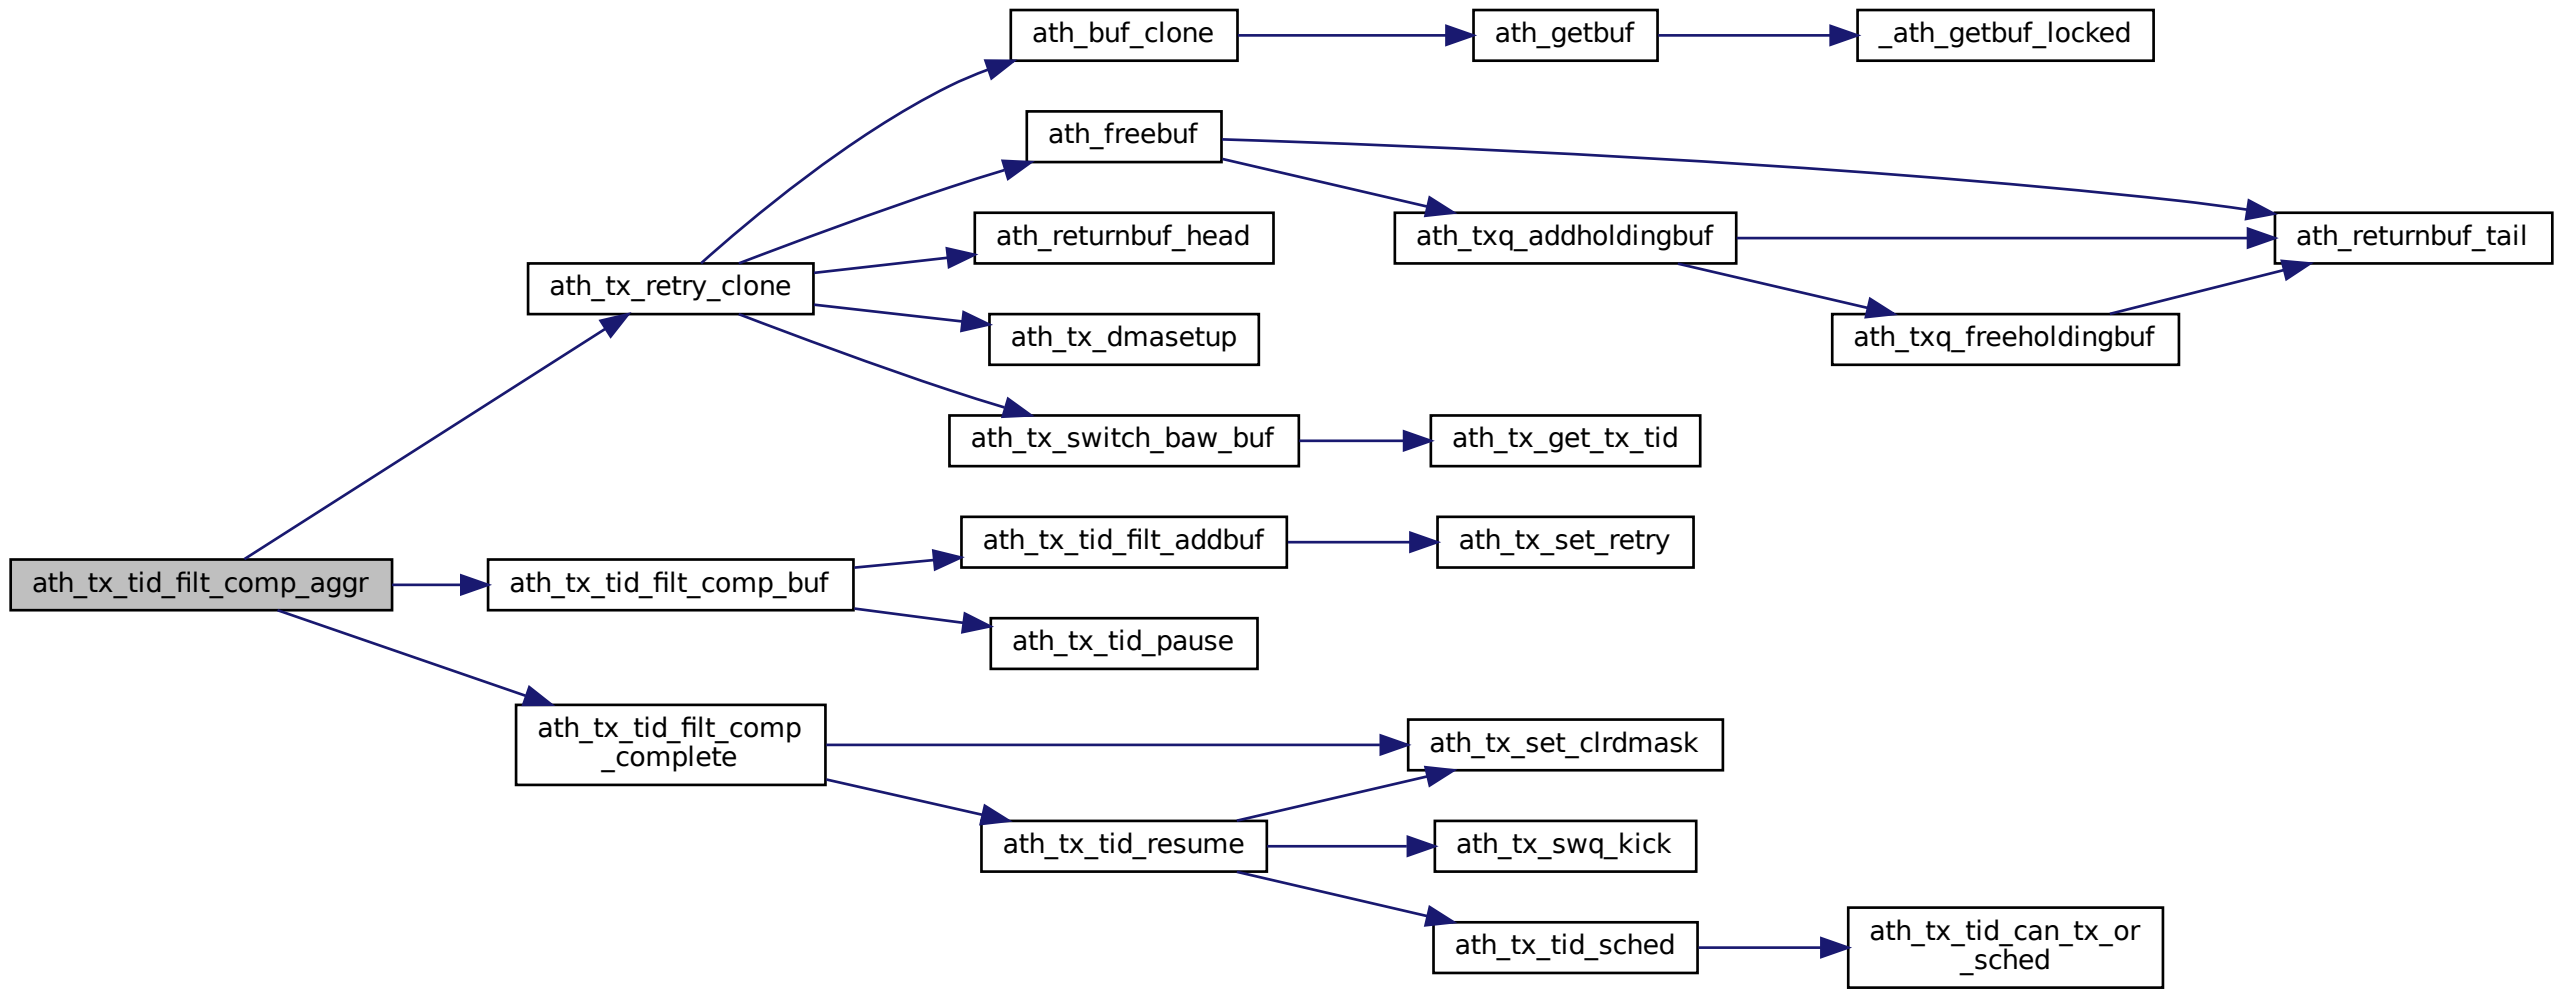 ath_buf_clone
ath_getbuf
_ath_getbuf_locked
ath_freebuf
ath_returnbuf_head
ath_txq_addholdingbuf
ath_returnbuf_tail
ath_tx_retry_clone
ath_tx_dmasetup
ath_txq_freeholdingbuf
ath_tx_switch_baw_buf
ath_tx_get_tx_tid
ath_tx_tid_filt_addbuf
ath_tx_set_retry
ath_tx_tid_filt_comp_aggr
ath_tx_tid_filt_comp_buf
ath_tx_tid_pause
ath_tx_tid_filt_comp
_complete
ath_tx_set_clrdmask
ath_tx_tid_resume
ath_tx_swq_kick
ath_tx_tid_sched
ath_tx_tid_can_tx_or
_sched